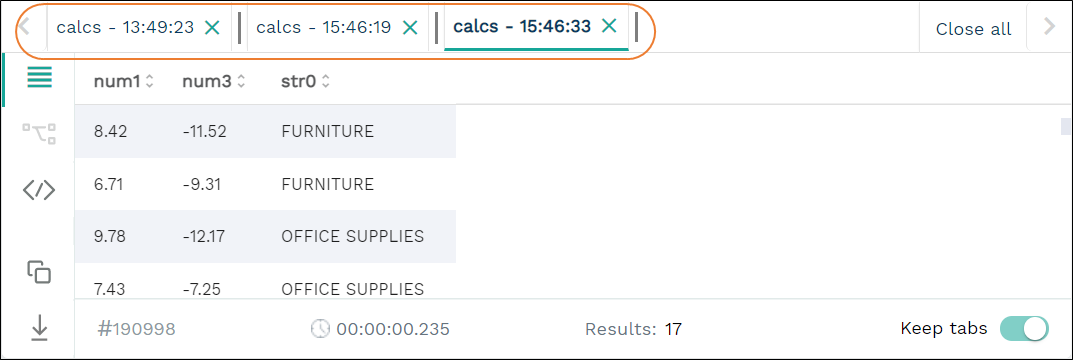 calcs - 13:49:23 calcs - 15:46:19 calcs - 15:46:33 Close all
num1 num3 str0
8.42 -11.52 FURNITURE
6.71 -9.31 FURNITURE
9.78 -12.17 OFFICE SUPPLIES
7.43 -7.25 OFFICE SUPPLIES
#190998 00:00:00.235 Results: 17 Keep tabs